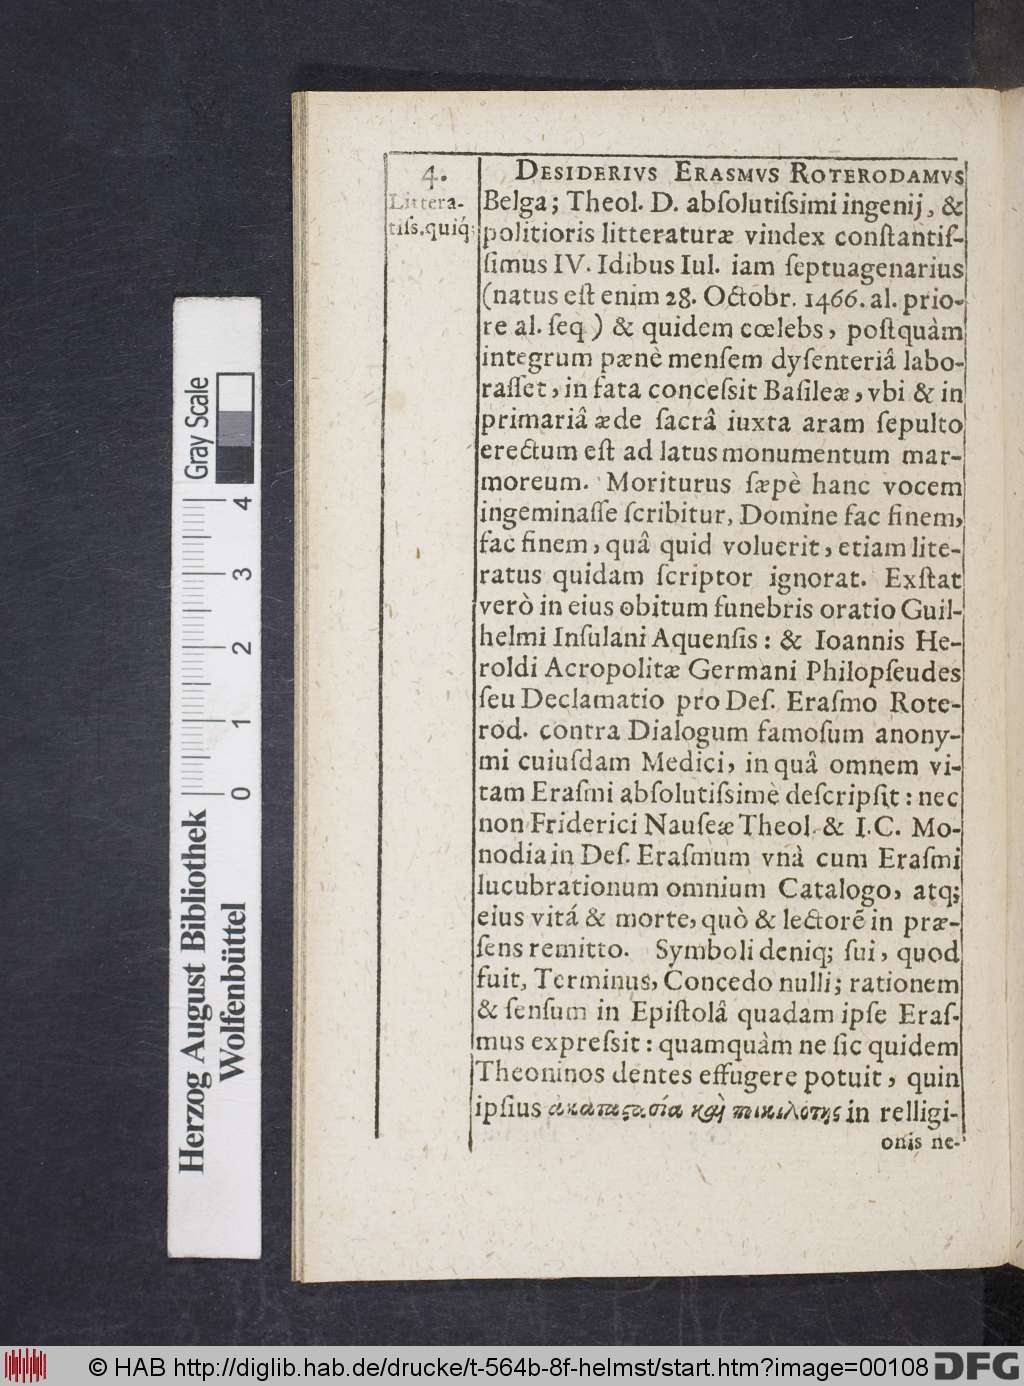 4.
Littera-
tiſs.quiq́;
DESIDERIVS ERASMVS ROTERODAMVS
Belga; Theol. D. abſolutiſsimi ingenij, &
politioris litteraturæ vindex conſtantiſ-
ſimus IV. Idibus Iul. iam ſeptuagenarius
(natus eſt enim 28. Octobr. 1466. al. prio-
re al. ſeq) & quidem cœlebs, poſtquàm
integrum pænè menſem dyſenteriâ labo-
raſſet, in fata conceſsit Baſileæ, vbi & in
primariâ æde ſacrâ iuxta aram ſepulto
erectum eſt ad latus monumentum mar-
moreum. Moriturus ſæpè hanc vocem
ingeminaſſe ſcribitur, Domine fac finem,
fac finem, quâ quid voluerit, etiam lite-
ratus quidam ſcriptor ignorat. Exſtat
verò in eius obitum funebris oratio Guil-
helmi Inſulani Aquenſis: & Ioannis He-
roldi Acropolitæ Germani Philopſeudes
ſeu Declamatio pro Deſ. Eraſmo Rote-
rod. contra Dialogum famoſum anony-
mi cuiuſdam Medici, in quâ omnem vi-
tam Eraſmi abſolutiſsimè deſcripſit: nec
non Friderici Nauſeæ Theol. & I.C. Mo-
nodia in Deſ. Eraſmum vnà cum Eraſmi
lucubrationum omnium Catalogo, atq;
eius vitá & morte, quò & lectorẽ in præ-
ſens remitto. Symboli deniq; ſui, quod
fuit, Terminus, Concedo nulli; rationem
& ſenſum in Epiſtolâ quadam ipſe Eraſ-
mus expreſsit: quamquàm ne ſic quidem
Theoninos dentes effugere potuit, quin
ipſius ακαταςασία καὶ πικιλότης in relligi-
onis ne-
Gray Scale
0 1 2 3 4
Herzog August Bibliothek
Wolfenbüttel
© HAB http://diglib.hab.de/drucke/t-564b-8f-helmst/start.htm?image=00108
DFG